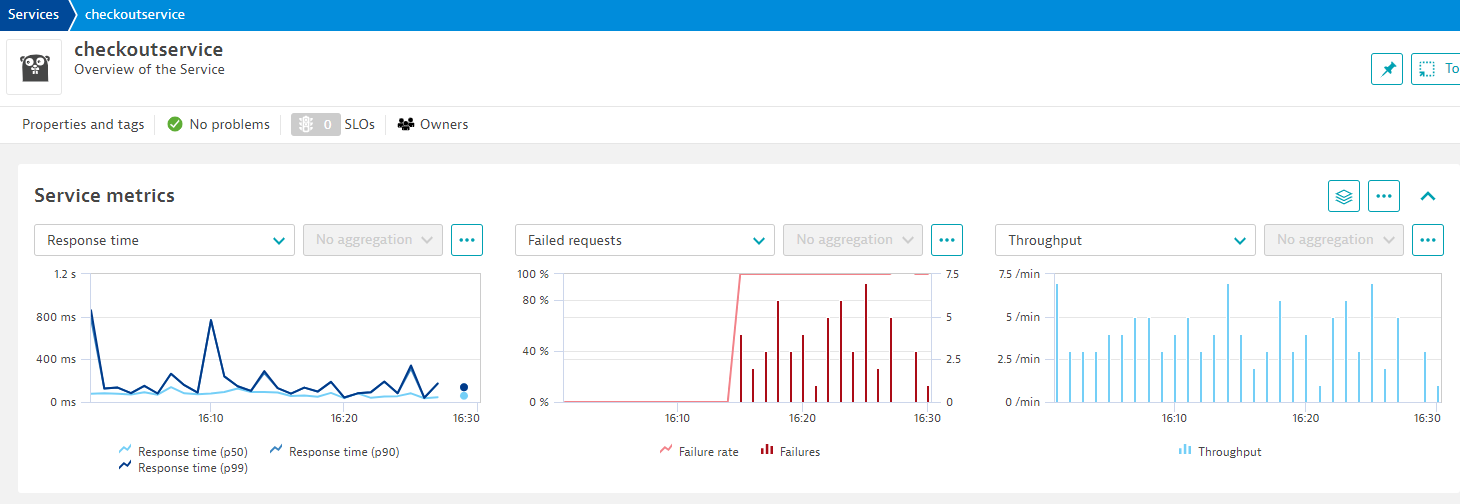 Services checkoutservice
checkoutservice
Overview of the Service
To
Properties and tags No problems 0 SLOs Owners
Service metrics
Response time No aggregation Failed requests No aggregation Throughput No aggregation
1.2 s
800 ms
400 ms
0 ms
16:10 16:20 16:30
Response time (p50) Response time (p90)
Response time (p99)
100 % 7.5
80 %
5
40 % 2.5
0 % 0
16:10 16:20 16:30
Failure rate Failures
7.5 /min
5 /min
2.5 /min
0 /min
16:10 16:20 16:30
Throughput